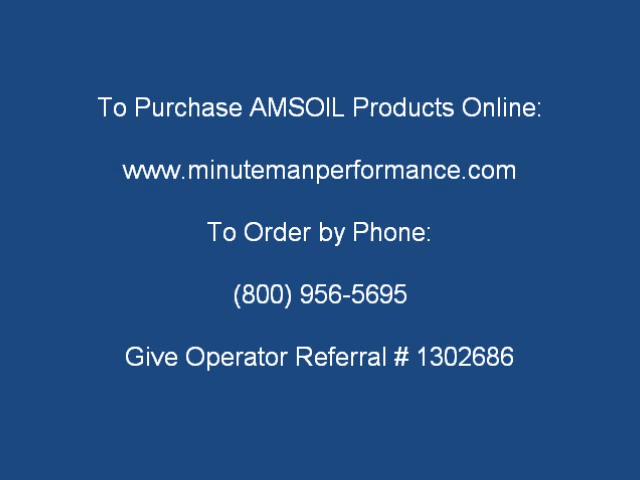 To Purchase AMSOIL Products Online:
www.minutemanperformance.com
To Order by Phone:
(800) 956-5695
Give Operator Referral # 1302686